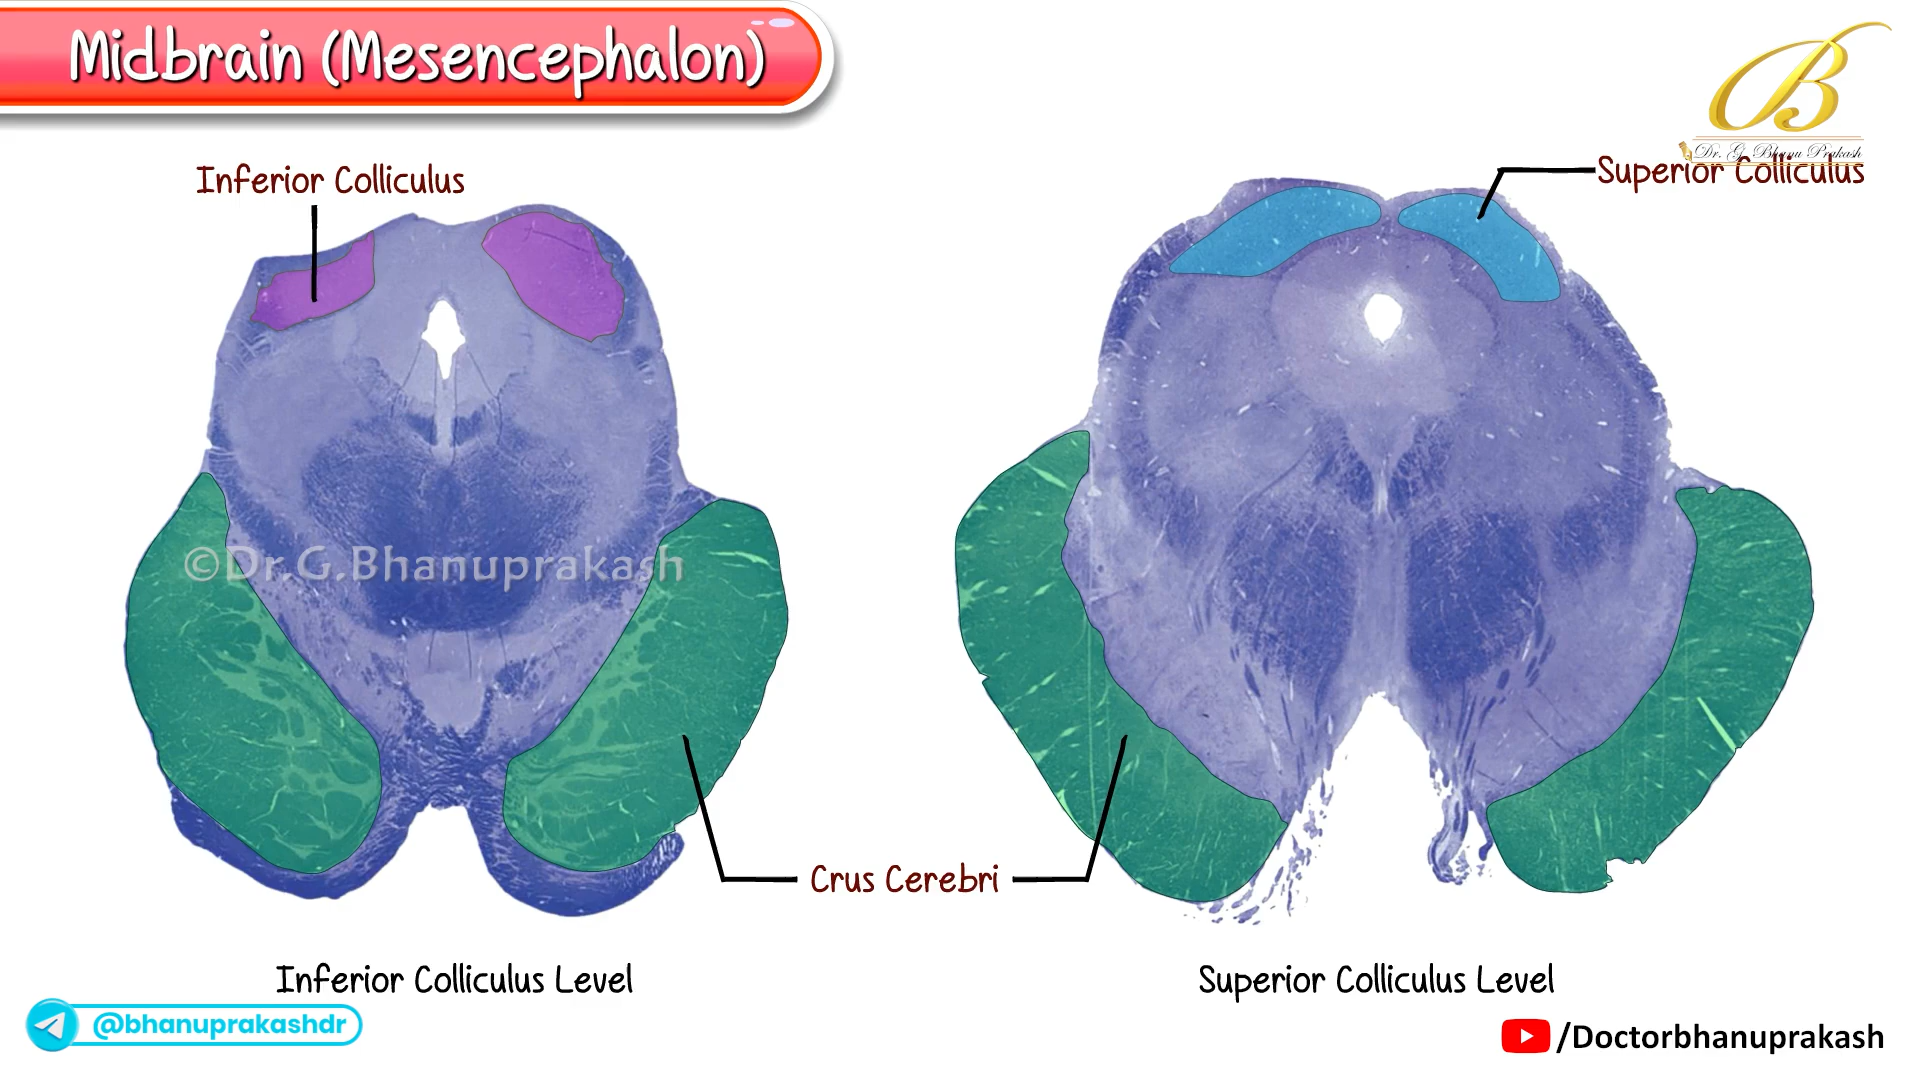 Midbrain (Mesencephalon)
Dr. G. Bhanu Prakash
Inferior Colliculus
Superior Colliculus
©Dr.G.Bhanuprakash
Crus Cerebri
Inferior Colliculus Level
Superior Colliculus Level
@bhanuprakashdr
/Doctorbhanuprakash